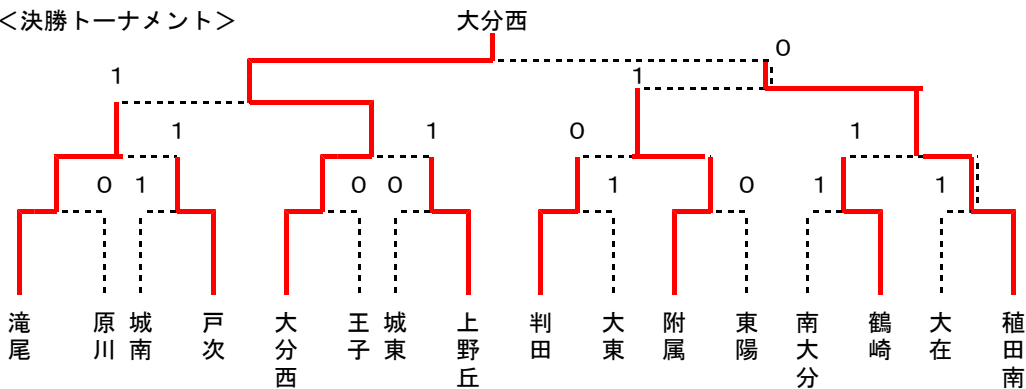 ＜決勝トーナメント＞
大分西
0
1
1
1
1
0
1
0
1
0
0
1
0
1
1
滝尾
原川
城南
戸次
大分西
王子
城東
上野丘
判田
大東
附属
東陽
南大分
鶴崎
大在
稙田南